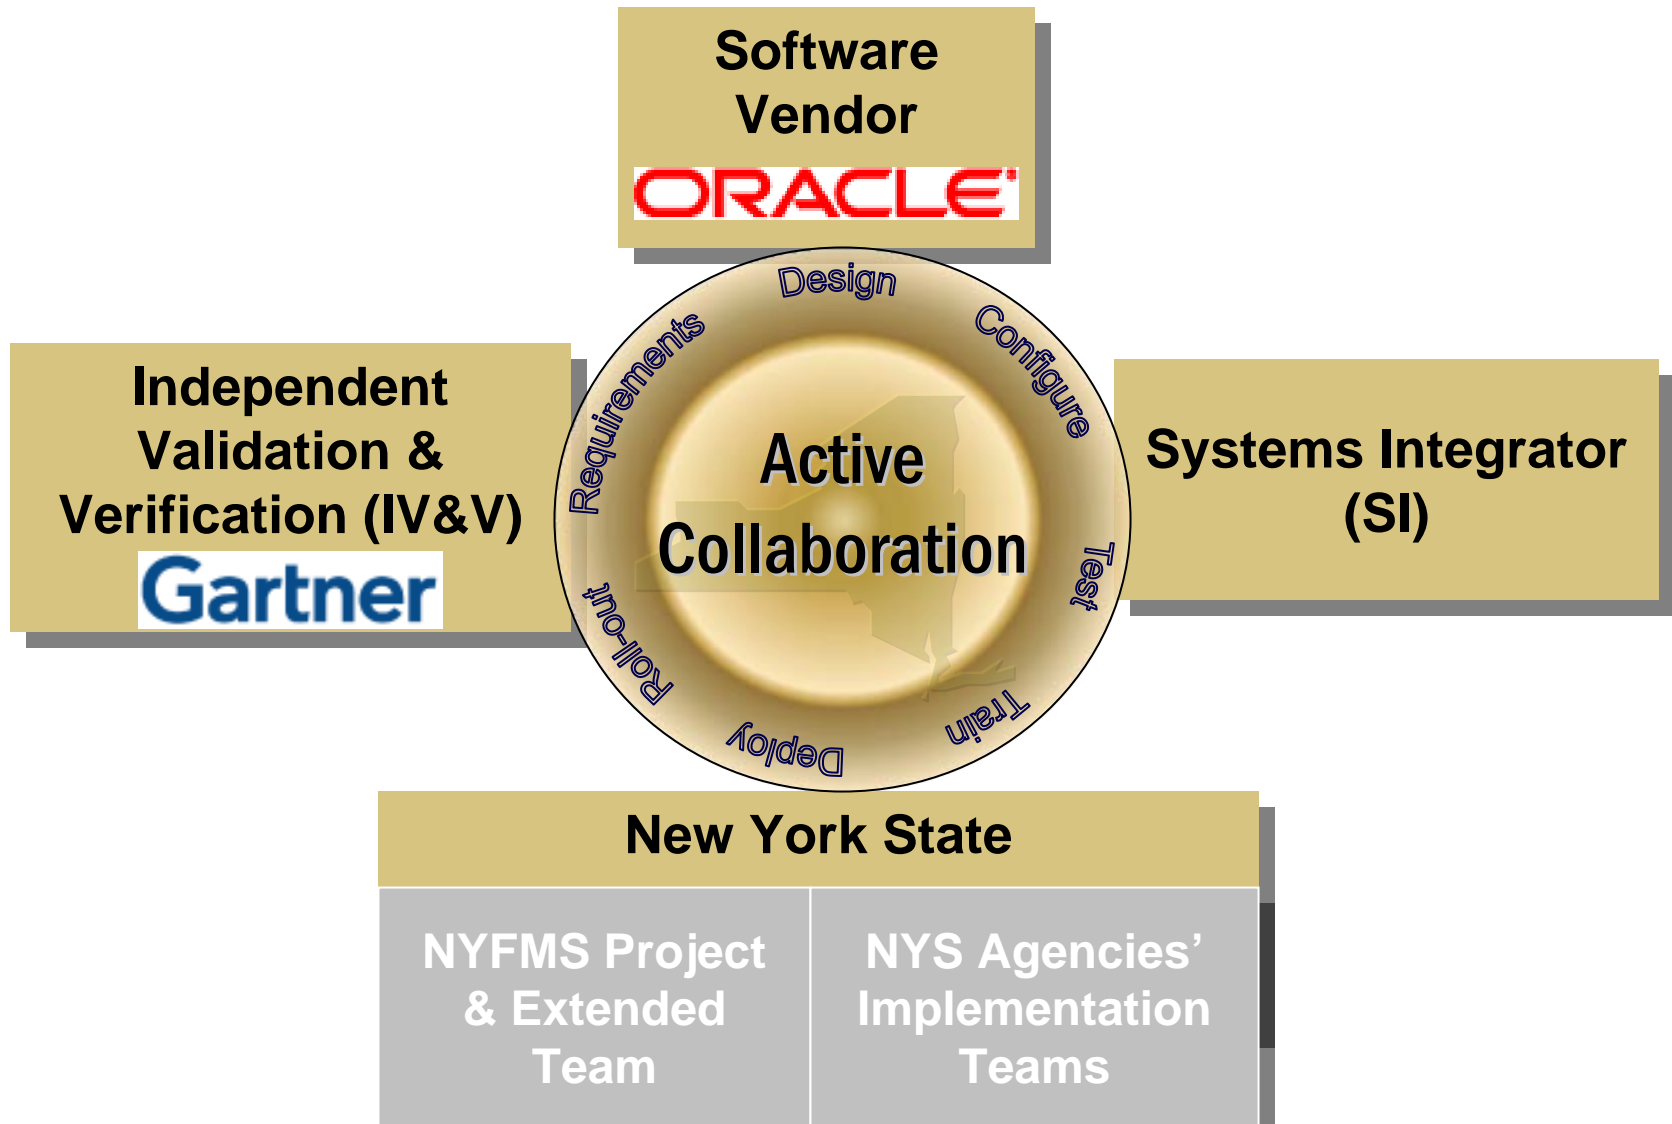 Software
Vendor
ORACLE
Design
Configure
Requirements
Independent
Validation &
Verification (IV&V)
Gartner
Active
Collaboration
Systems Integrator
(SI)
Test
Train
Deploy
Roll-out
New York State
NYFMS Project
& Extended
Team
NYS Agencies’
Implementation
Teams